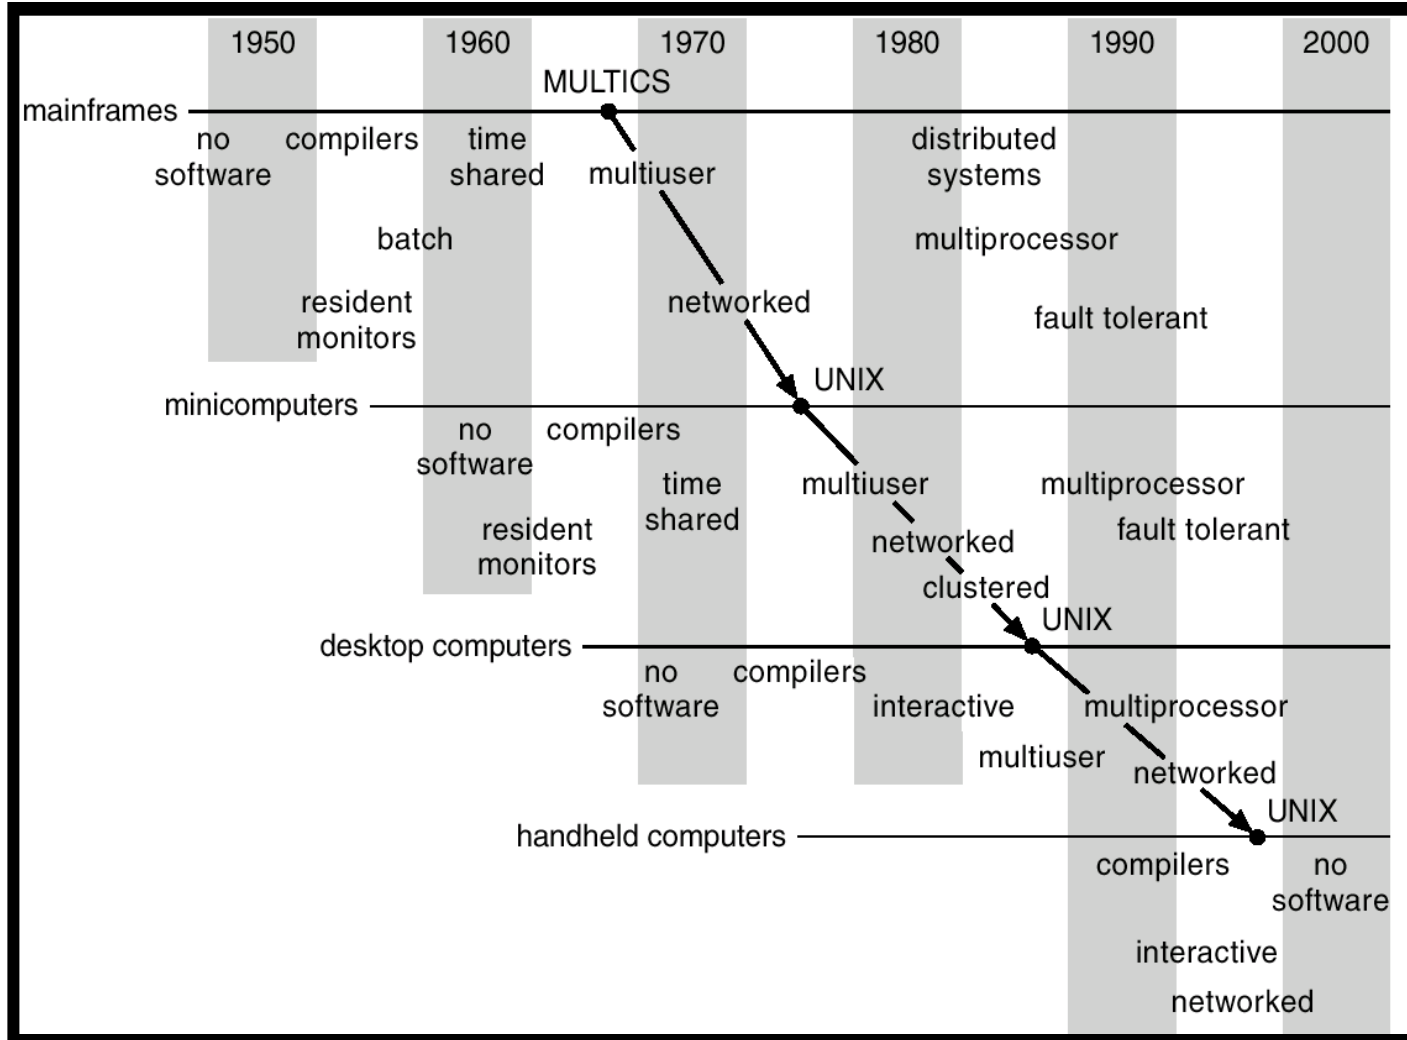 1950 1960 1970 1980 1990 2000
MULTICS
mainframes
no compilers time distributed
software shared multiuser systems
batch multiprocessor
resident networked fault tolerant
monitors
UNIX
minicomputers
no compilers
software
time multiuser multiprocessor
shared
resident networked fault tolerant
monitors
clustered
UNIX
desktop computers
no compilers
software interactive multiprocessor
multiuser networked
UNIX
handheld computers
compilers no
software
interactive
networked